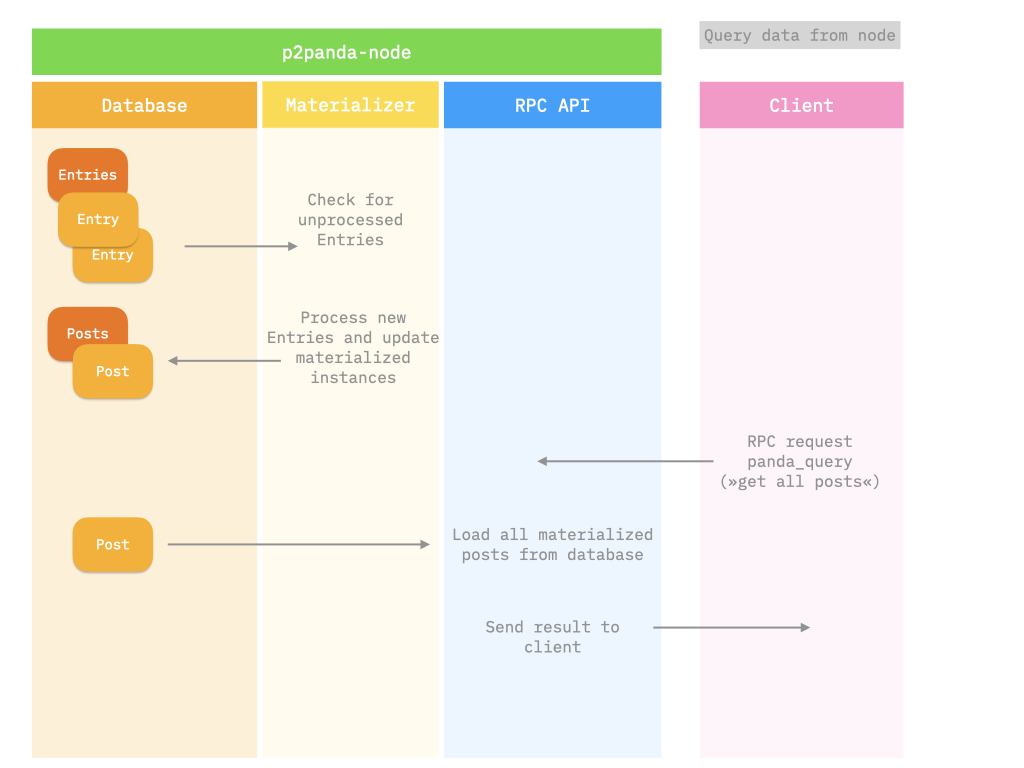 Query data from node
p2panda-node
Database
Materializer
RPC API
Client
Entries
Entry
Entry
Check for
unprocessed
Entries
Posts
Post
Process new
Entries and update
materialized
instances
RPC request
panda_query
(»get all posts«)
Post
Load all materialized
posts from database
Send result to
client